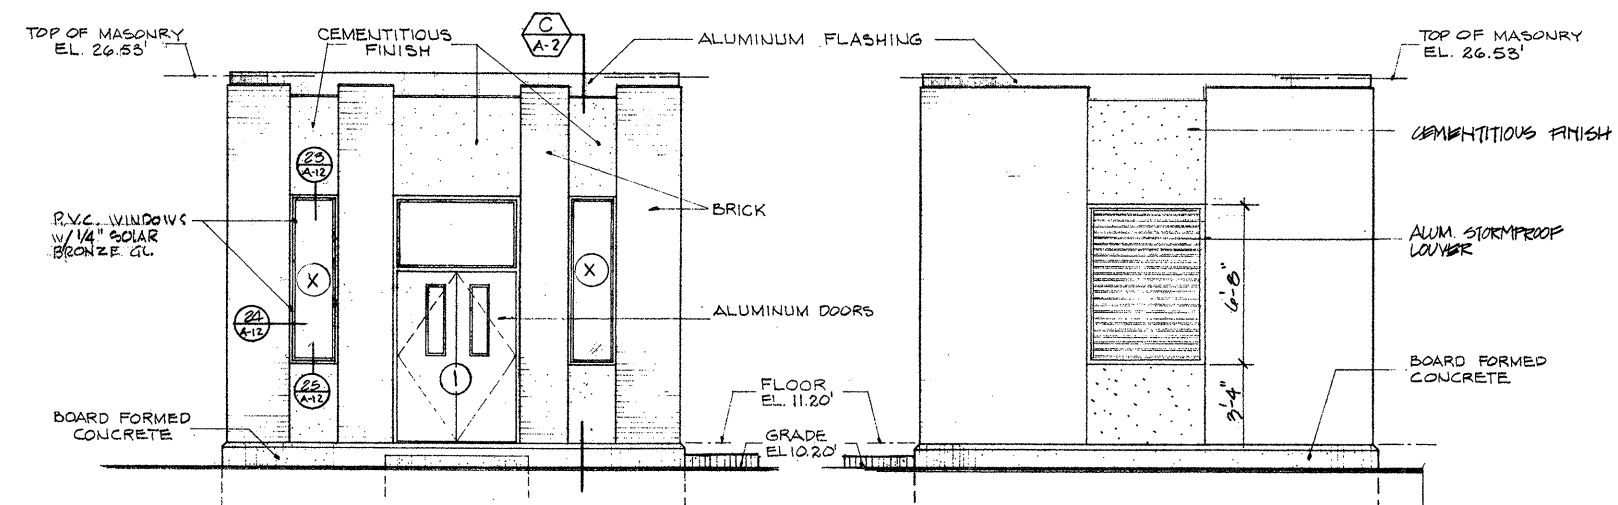 TOP OF MASONRY
EL. 26.53'
CEMENTITIOUS
FINISH
C
A-2
ALUMINUM FLASHING
TOP OF MASONRY
EL. 26.53'
CEMENTITIOUS FINISH
23
A-12
P.V.C. WINDOWS
W/ 1/4" SOLAR
BRONZE GL.
BRICK
ALUM. STORMPROOF
LOUVER
X
X
6'-8"
24
A-12
ALUMINUM DOORS
1
25
A-12
BOARD FORMED
CONCRETE
FLOOR
EL. 11.20'
BOARD FORMED
CONCRETE
3'-4"
GRADE
EL 10.20'